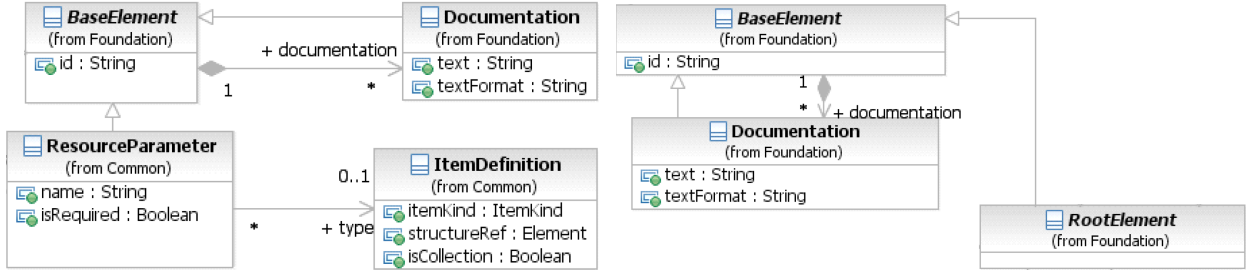 BaseElement
(from Foundation)
id : String
Documentation
(from Foundation)
text : String
textFormat : String
+ documentation
1
*
ResourceParameter
(from Common)
name : String
isRequired : Boolean
0..1
*
+ type
ItemDefinition
(from Common)
itemKind : ItemKind
structureRef : Element
isCollection : Boolean
BaseElement
(from Foundation)
id : String
1
*
+ documentation
Documentation
(from Foundation)
text : String
textFormat : String
RootElement
(from Foundation)